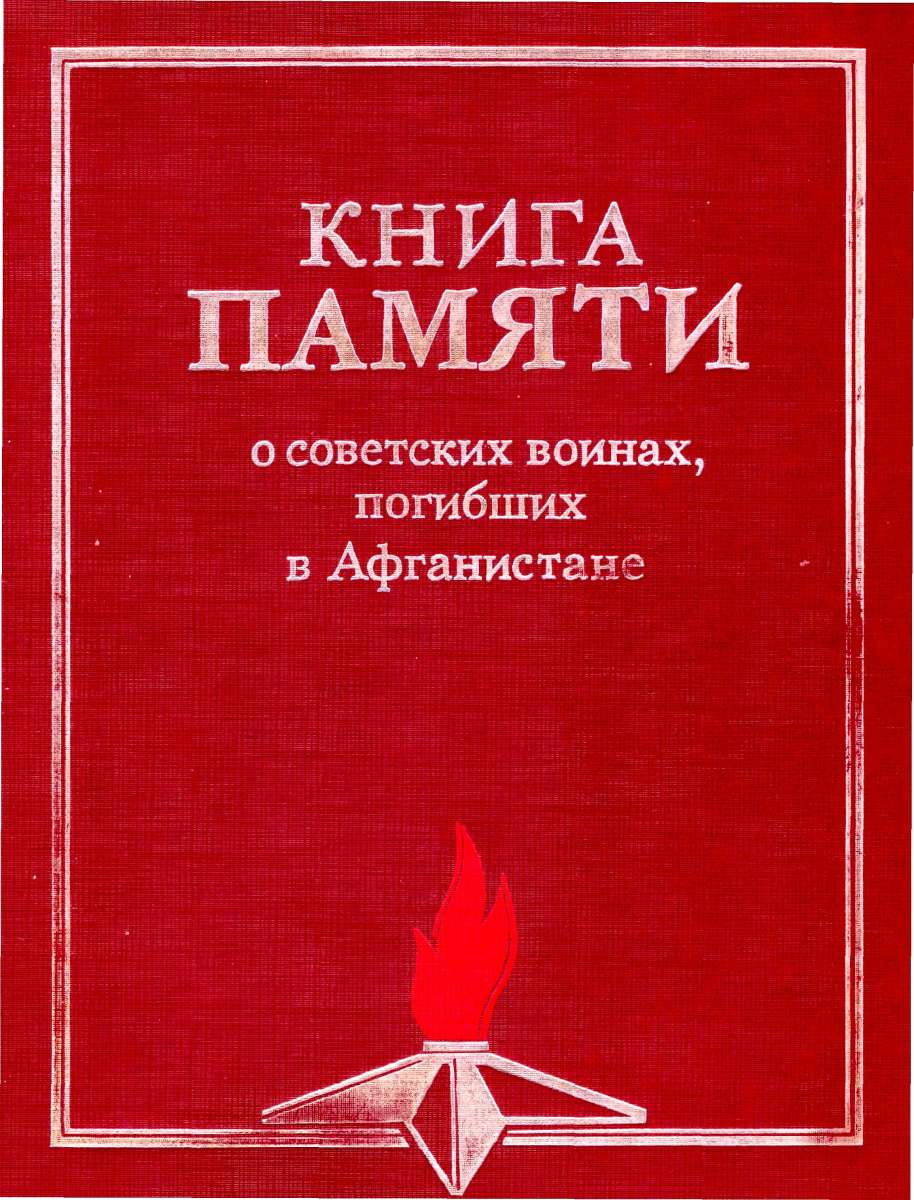 КНИГА
ПАМЯТИ
о советских воинах,
погибших
в Афганистане